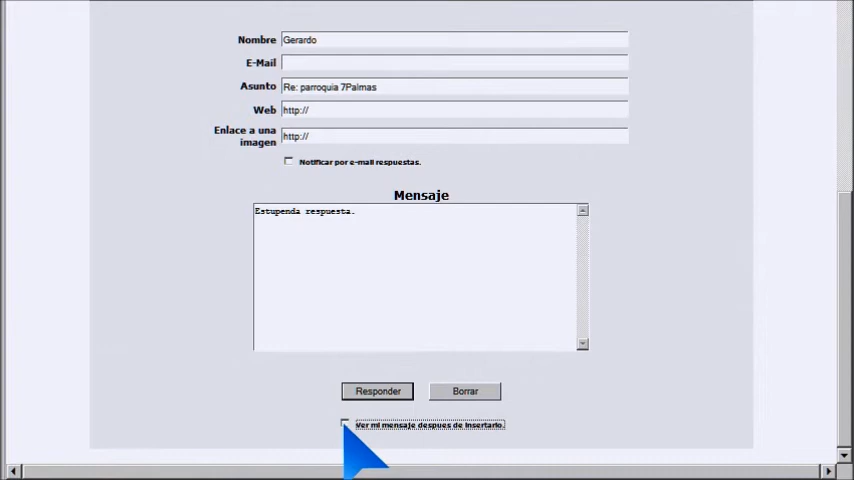 Nombre Gerardo
E-Mail
Asunto Re: parroquia 7Palmas
Web http://
Enlace a una imagen http://
Notificar por e-mail respuestas.
Mensaje
Estupenda respuesta.
Responder Borrar
Ver mi mensaje despues de insertarlo.